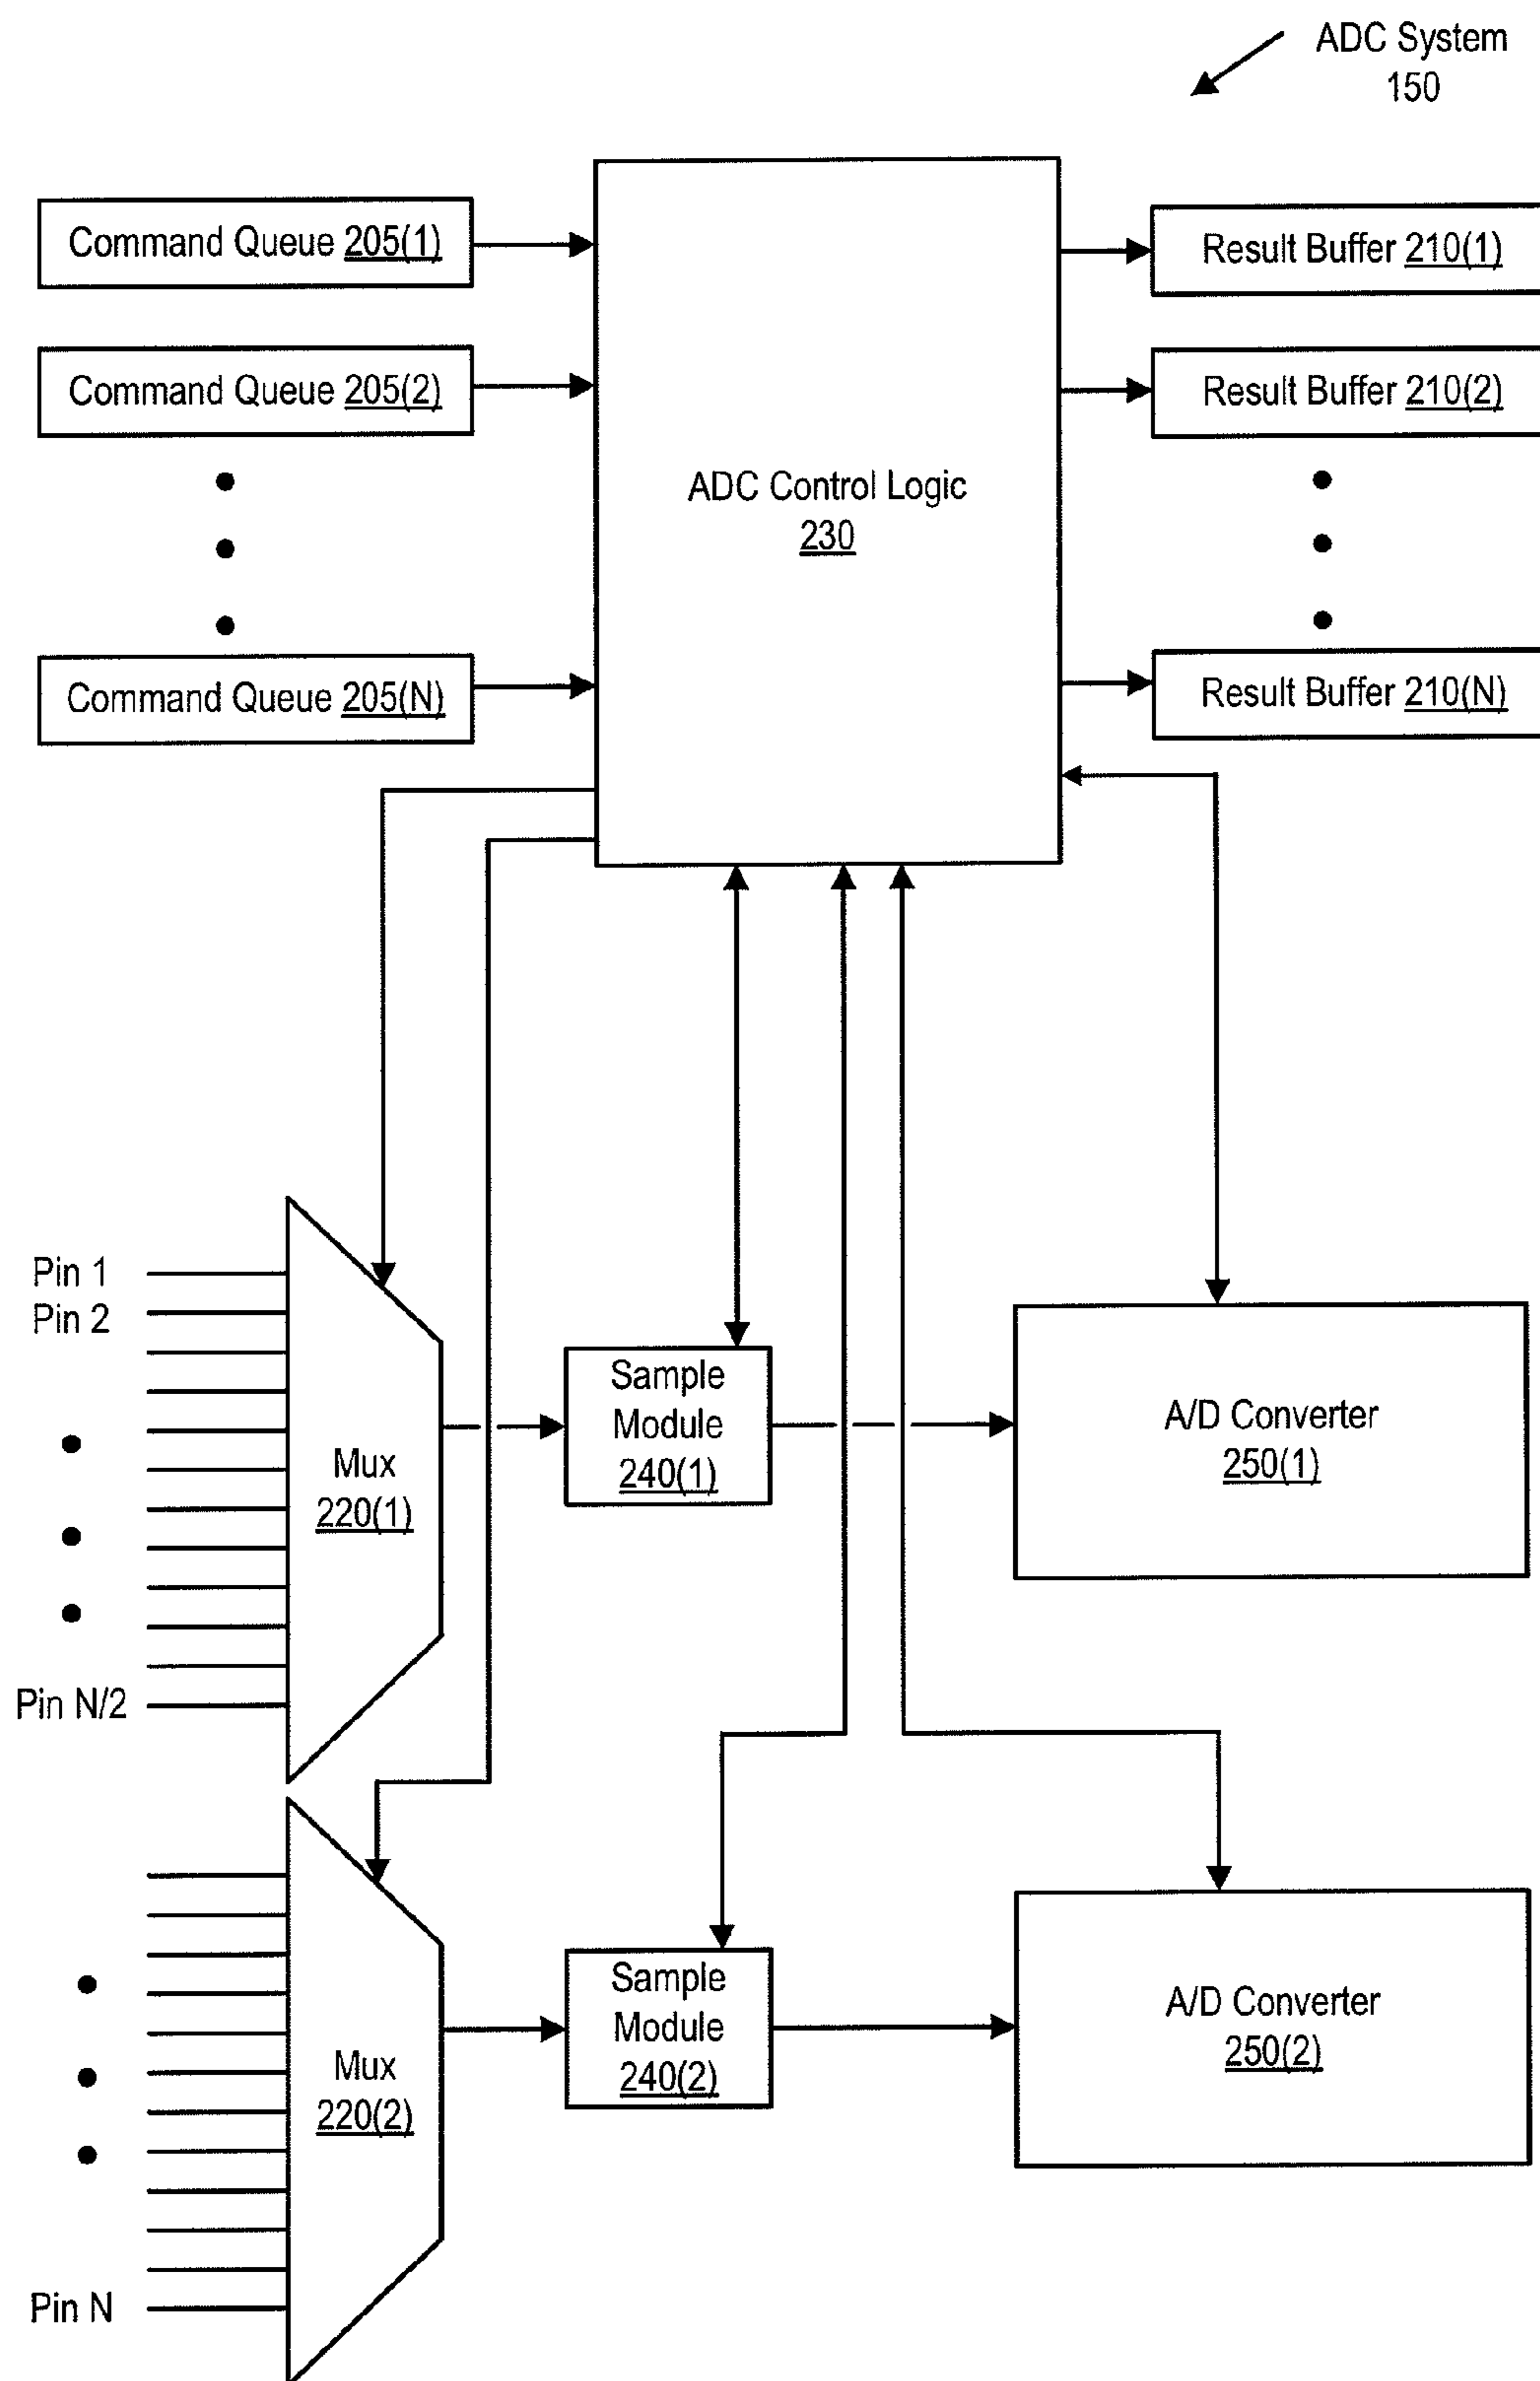 ADC System
150
Command Queue 205(1)
Result Buffer 210(1)
Command Queue 205(2)
Result Buffer 210(2)
ADC Control Logic
230
Command Queue 205(N)
Result Buffer 210(N)
Pin 1
Pin 2
Pin N/2
Mux
220(1)
Sample
Module
240(1)
A/D Converter
250(1)
Pin N
Mux
220(2)
Sample
Module
240(2)
A/D Converter
250(2)